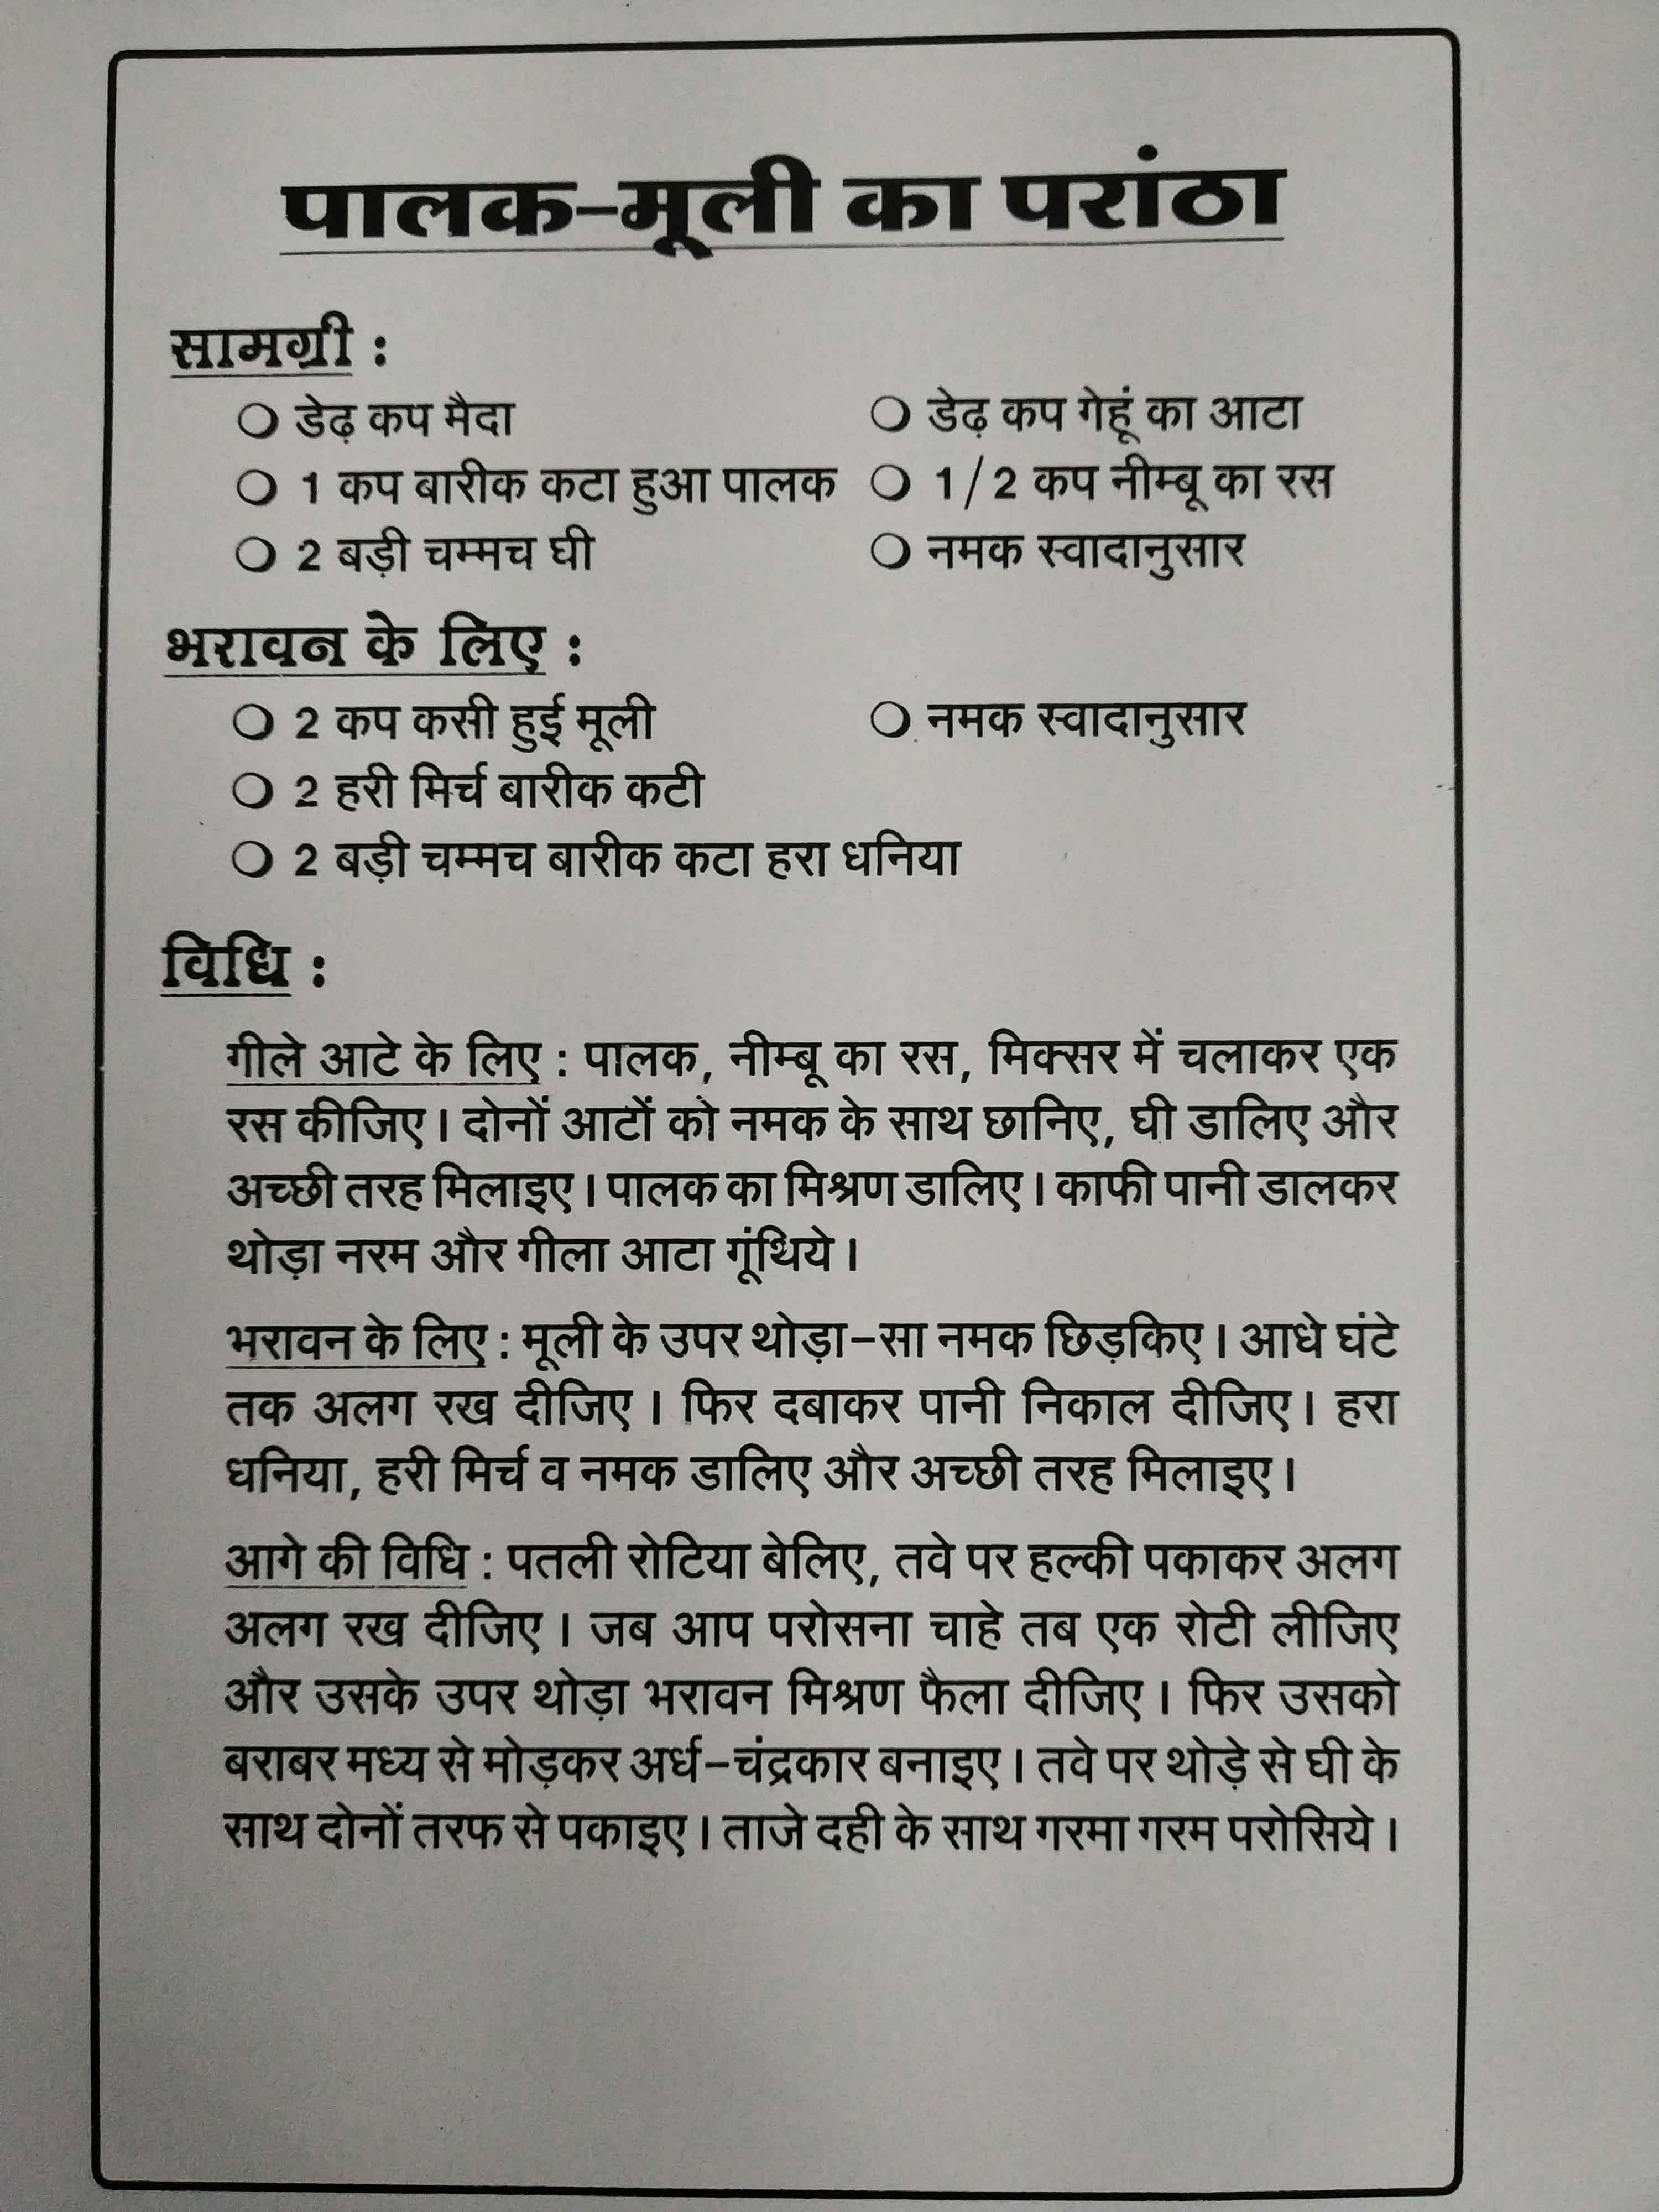 पालक-मूली का परांठा
सामग्री :
○ डेढ़ कप मैदा ○ डेढ़ कप गेहूं का आटा
○ 1 कप बारीक कटा हुआ पालक ○ 1/2 कप नीम्बू का रस
○ 2 बड़ी चम्मच घी ○ नमक स्वादानुसार
भरावन के लिए :
○ 2 कप कसी हुई मूली ○ नमक स्वादानुसार
○ 2 हरी मिर्च बारीक कटी
○ 2 बड़ी चम्मच बारीक कटा हरा धनिया
विधि :
गीले आटे के लिए : पालक, नीम्बू का रस, मिक्सर में चलाकर एक
रस कीजिए। दोनों आटों को नमक के साथ छानिए, घी डालिए और
अच्छी तरह मिलाइए। पालक का मिश्रण डालिए। काफी पानी डालकर
थोड़ा नरम और गीला आटा गूंथिये।
भरावन के लिए : मूली के उपर थोड़ा-सा नमक छिड़किए। आधे घंटे
तक अलग रख दीजिए। फिर दबाकर पानी निकाल दीजिए। हरा
धनिया, हरी मिर्च व नमक डालिए और अच्छी तरह मिलाइए।
आगे की विधि : पतली रोटिया बेलिए, तवे पर हल्की पकाकर अलग
अलग रख दीजिए। जब आप परोसना चाहे तब एक रोटी लीजिए
और उसके उपर थोड़ा भरावन मिश्रण फैला दीजिए। फिर उसको
बराबर मध्य से मोड़कर अर्ध-चंद्रकार बनाइए। तवे पर थोड़े से घी के
साथ दोनों तरफ से पकाइए। ताजे दही के साथ गरमा गरम परोसिये।